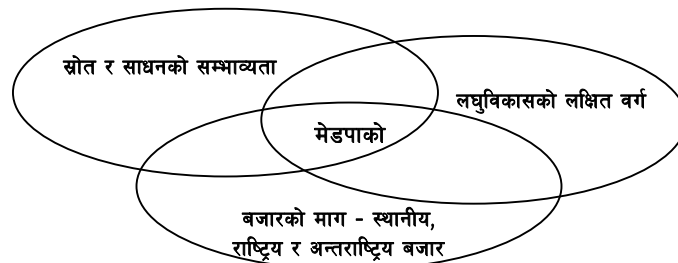 स्रोत र साधनको सम्भाव्यता
लघुविकासको लक्षित वर्ग
मेडपाको
बजारको माग - स्थानीय,
राष्ट्रिय र अन्तराष्ट्रिय बजार